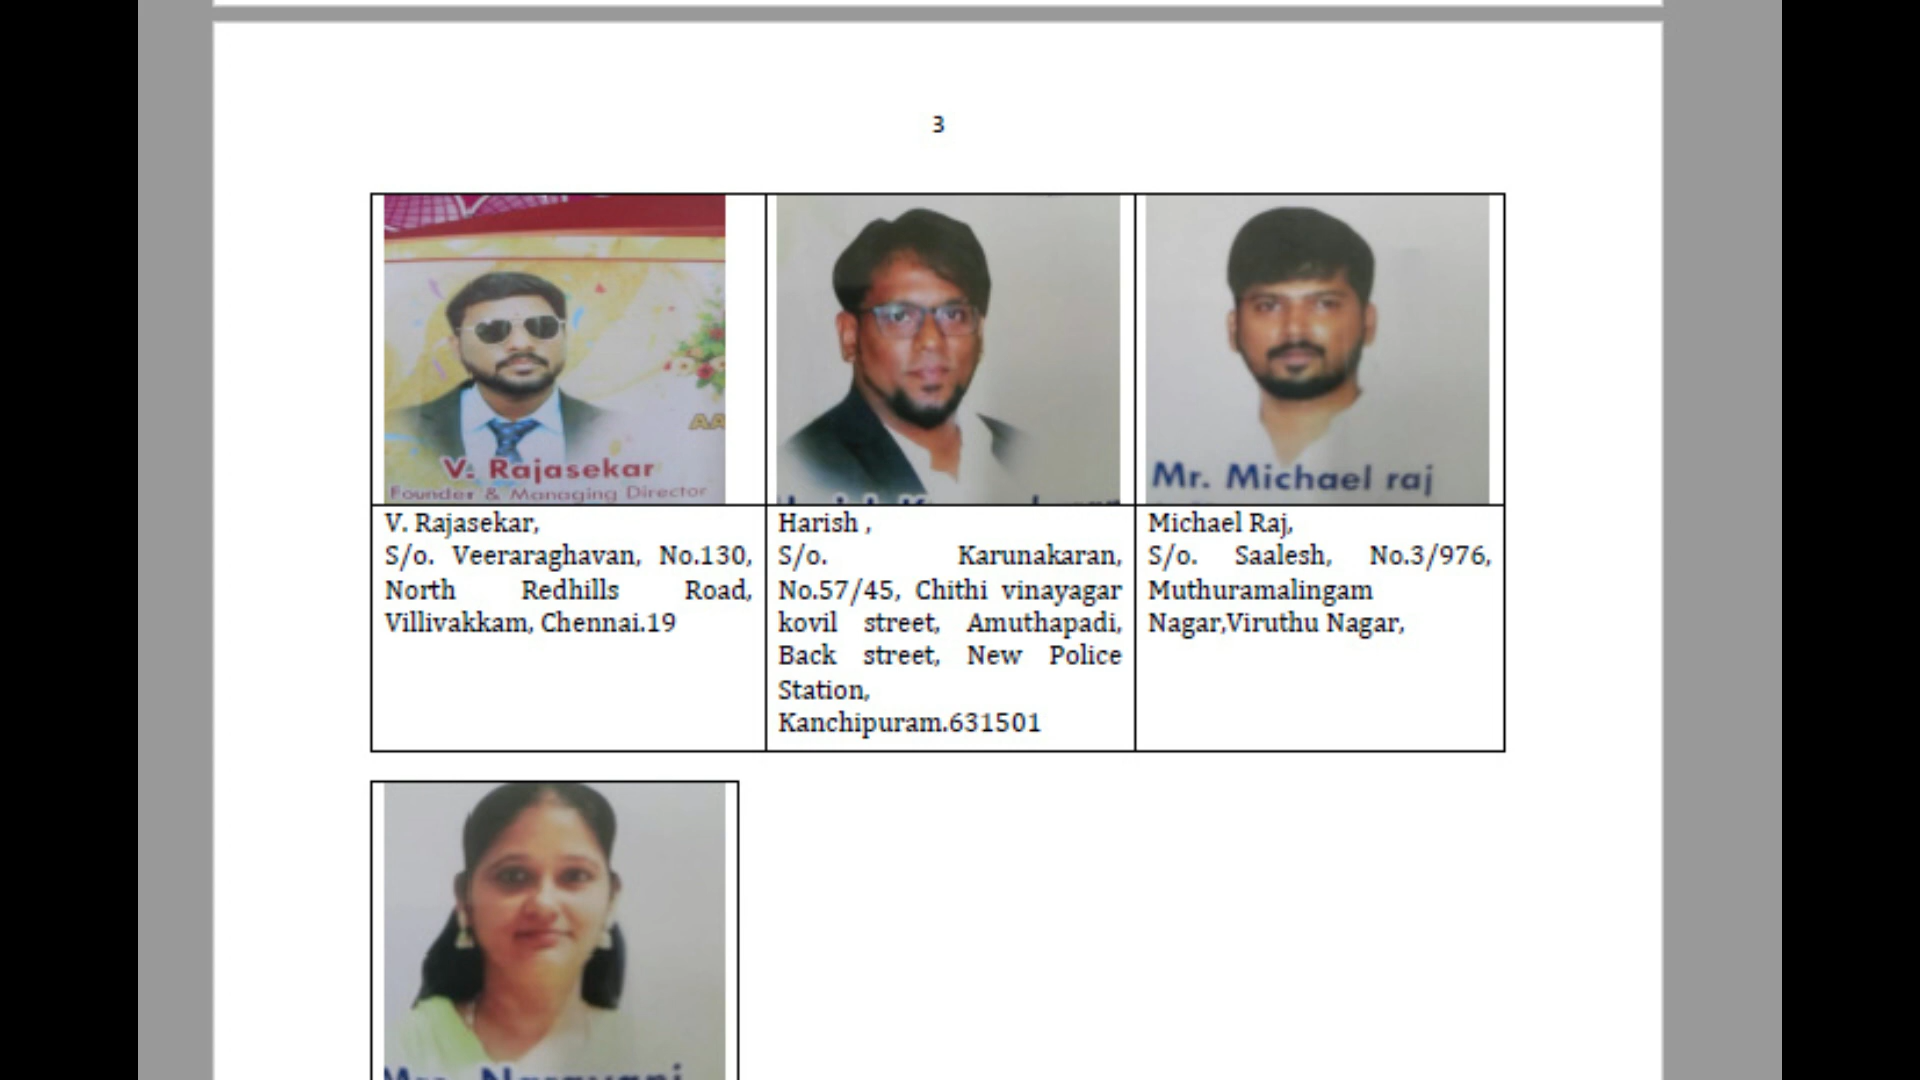 3
AA
V. Rajasekar
Founder & Managing Director
Mr. Michael raj
V. Rajasekar,
S/o. Veeraraghavan, No.130,
North Redhills Road,
Villivakkam, Chennai.19
Harish ,
S/o. Karunakaran,
No.57/45, Chithi vinayagar
kovil street, Amuthapadi,
Back street, New Police
Station,
Kanchipuram.631501
Michael Raj,
S/o. Saalesh, No.3/976,
Muthuramalingam
Nagar,Viruthu Nagar,
Narayani